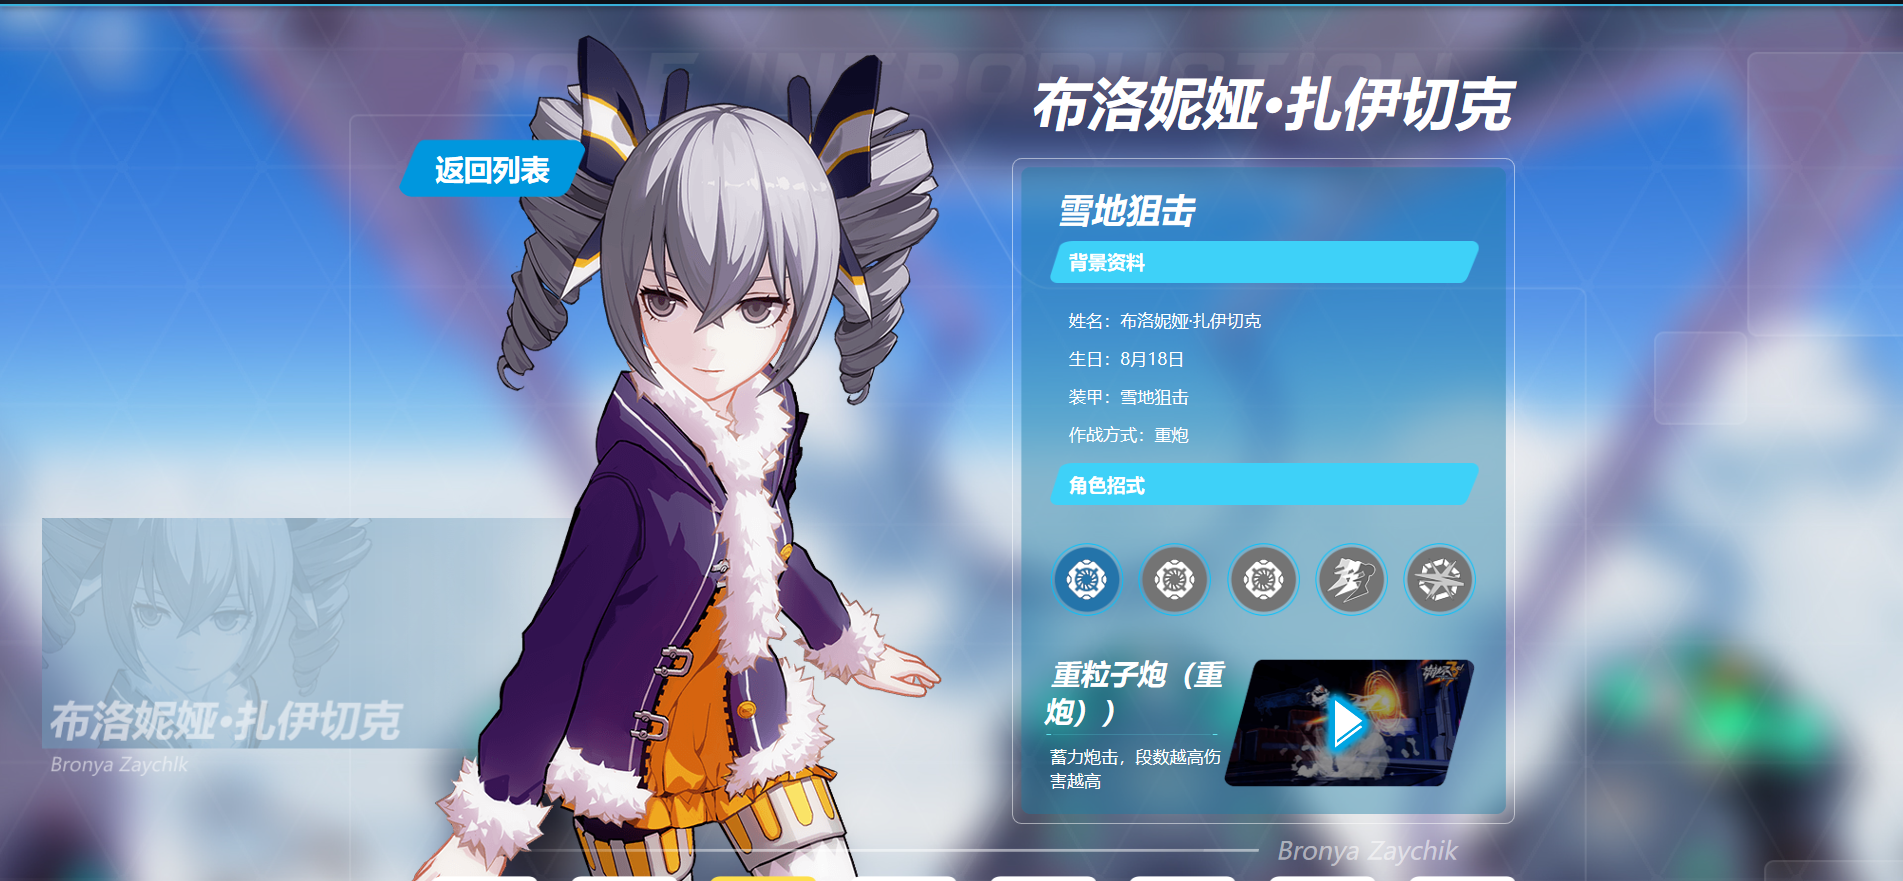 ROLE INTRODUCTION
布洛妮娅·扎伊切克
返回列表
雪地狙击
背景资料
姓名：布洛妮娅·扎伊切克
生日：8月18日
装甲：雪地狙击
作战方式：重炮
角色招式
重粒子炮（重
炮））
蓄力炮击，段数越高伤
害越高
布洛妮娅·扎伊切克
Bronya Zaychlk
Bronya Zaychik